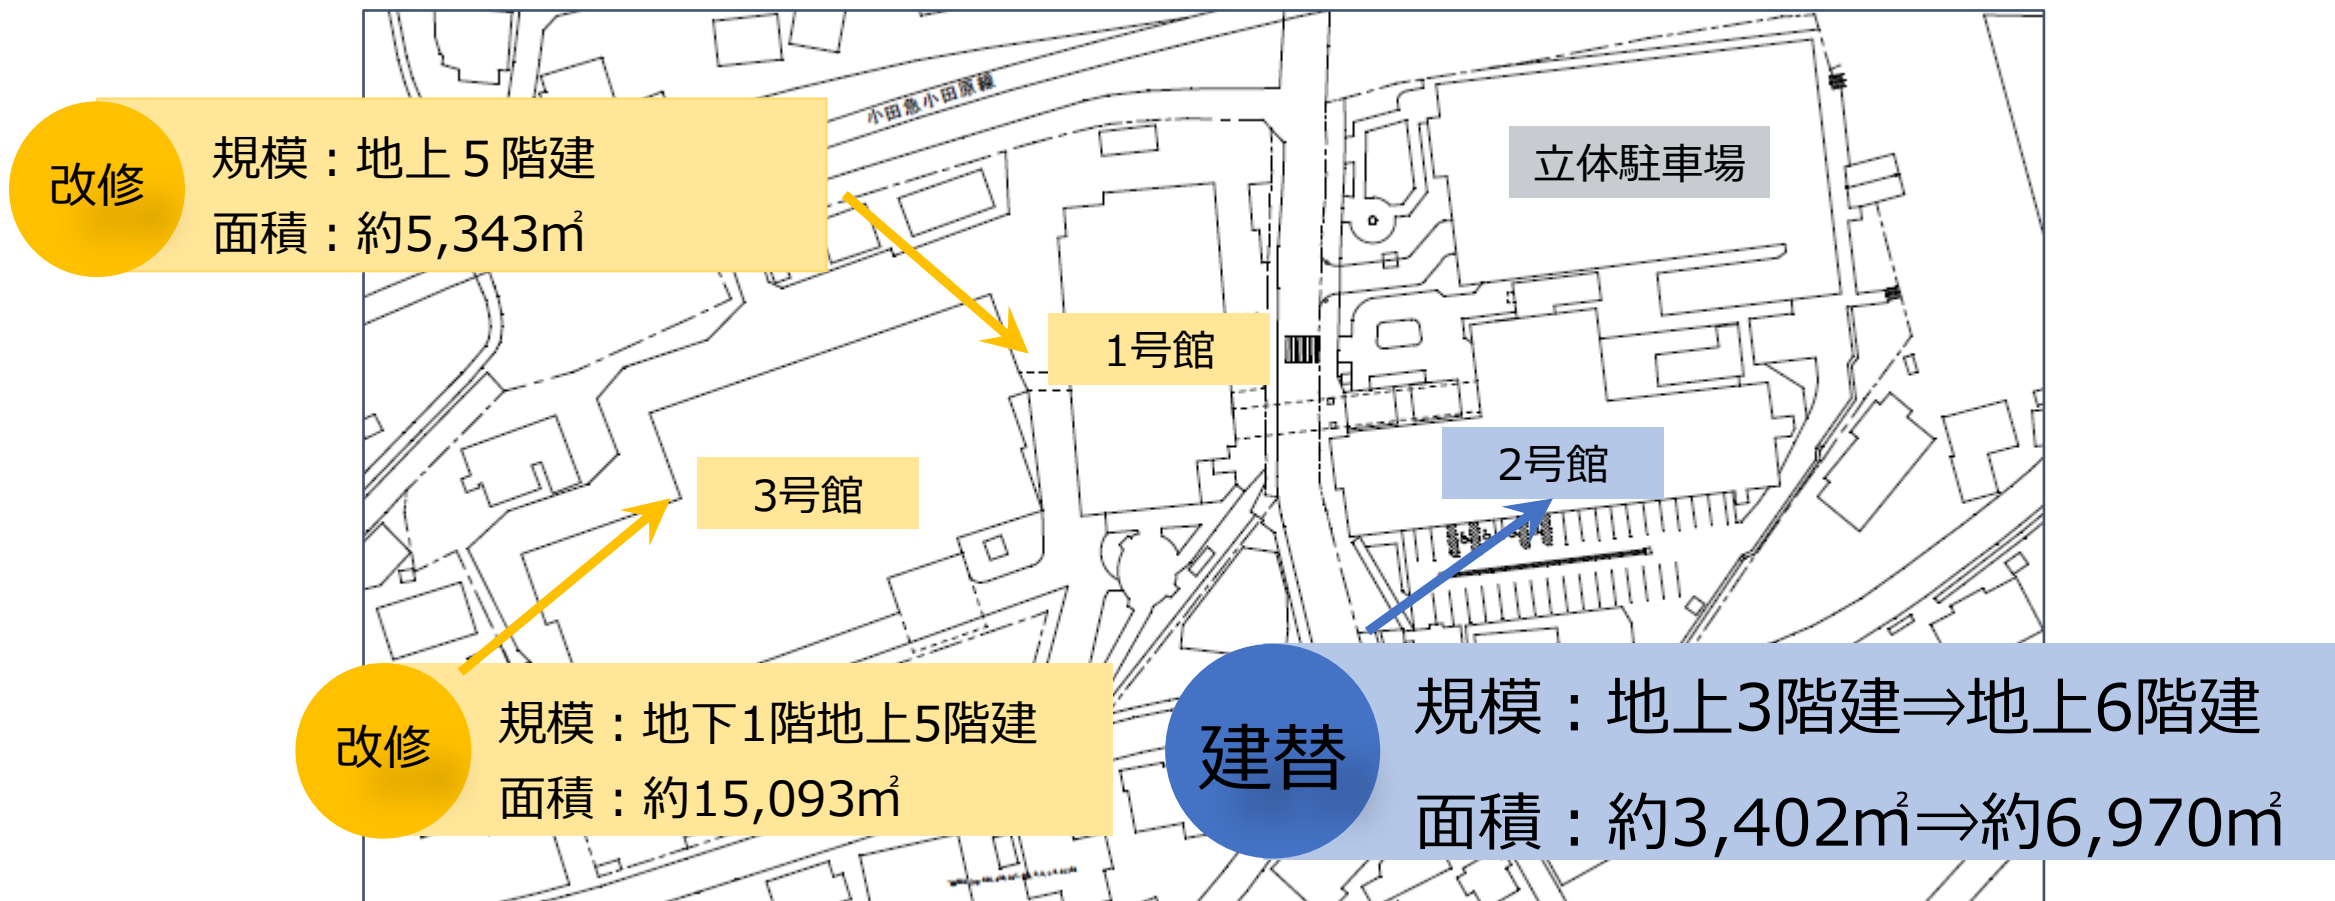 小田急小田原線
改修
規模：地上５階建
面積：約5,343㎡
立体駐車場
1号館
3号館
2号館
改修
規模：地下1階地上5階建
面積：約15,093㎡
建替
規模：地上3階建⇒地上6階建
面積：約3,402㎡⇒約6,970㎡